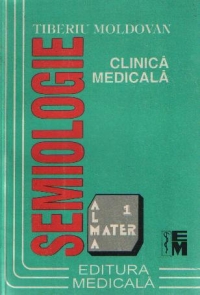 TIBERIU MOLDOVAN
SEMIOLOGIE
CLINICĂ
MEDICALĂ
ALMA
MATER
1
EM
EDITURA
MEDICALĂ